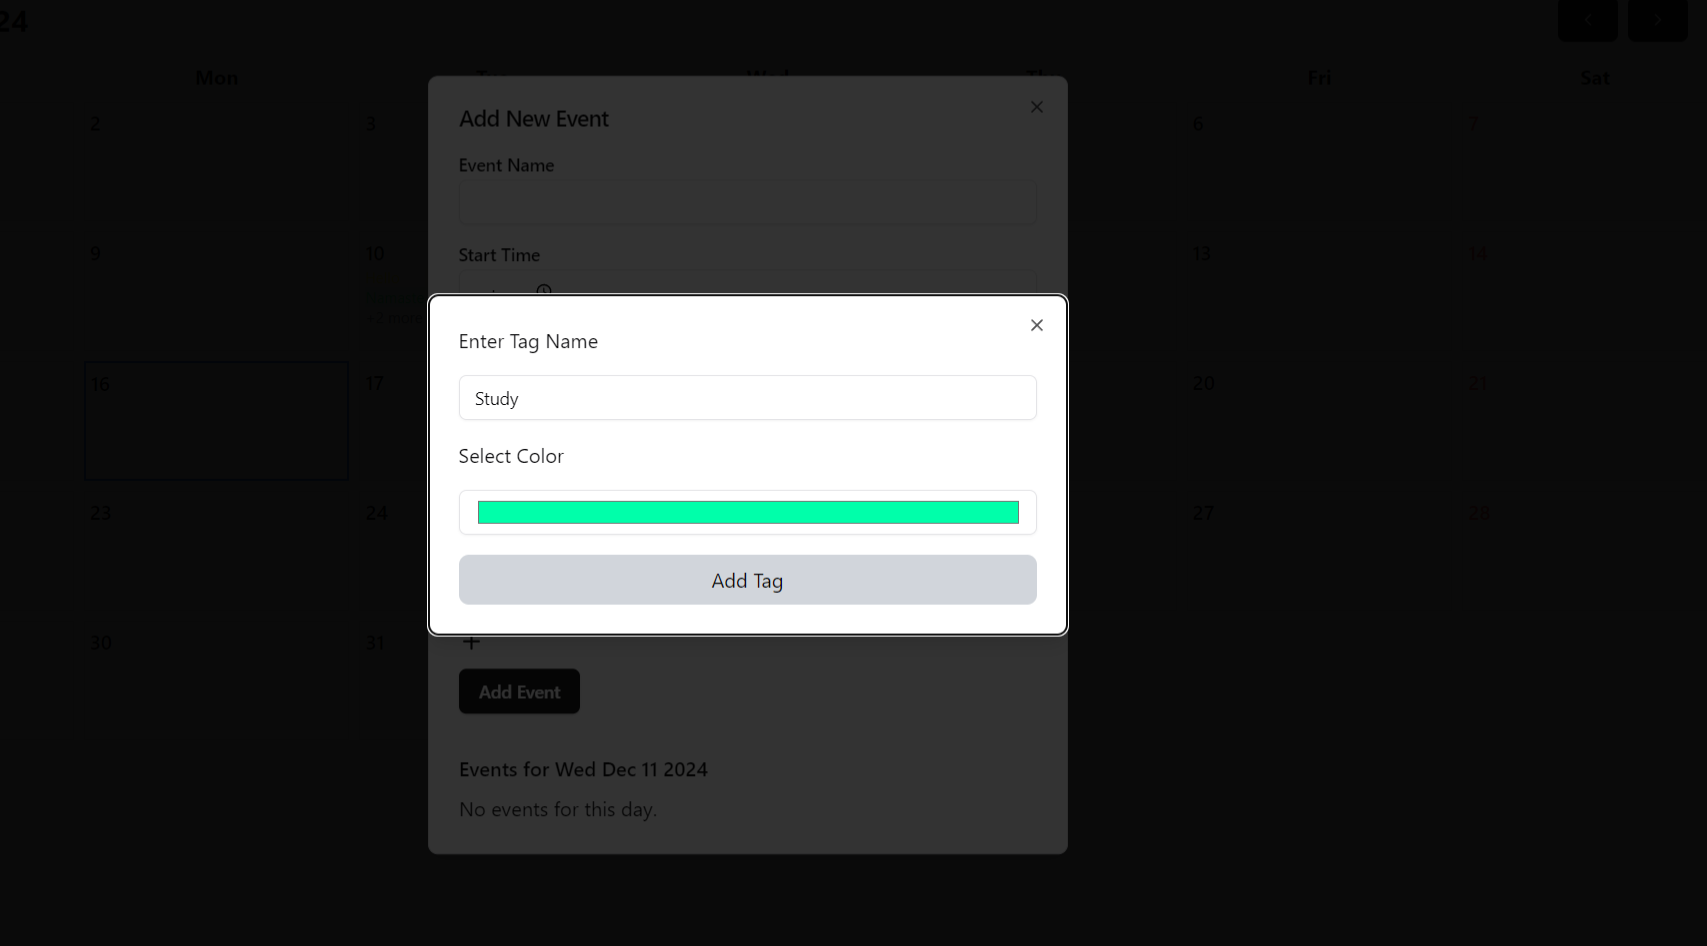 24
Mon
Fri
Sat
2
3
6
7
Add New Event
Event Name
9
10
13
14
Start Time
Enter Tag Name
16
17
20
21
Study
Select Color
23
24
27
28
Add Tag
30
31
+
Add Event
Events for Wed Dec 11 2024
No events for this day.